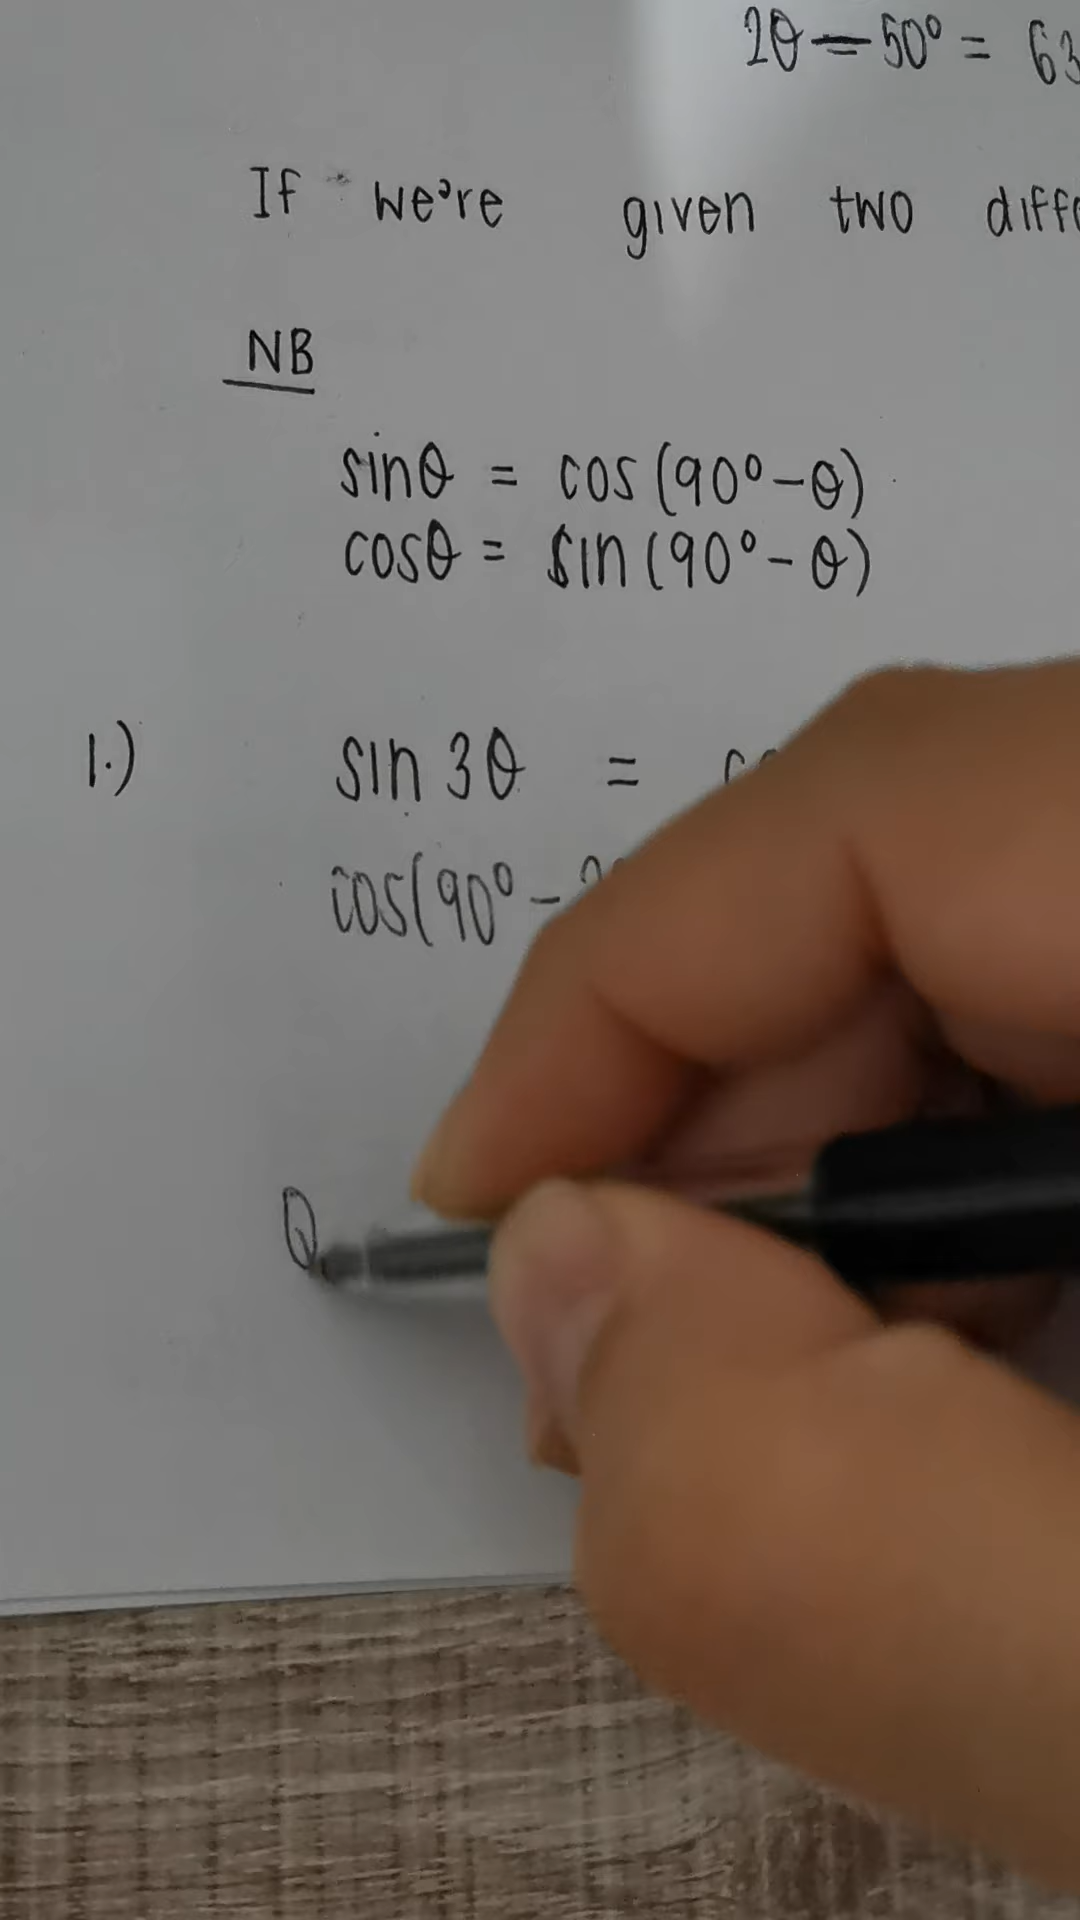 2θ - 50° = 63
If we're given two
NB
sinθ = cos (90° - θ)
cosθ = sin (90° - θ)
1.) sin 3θ =
cos(90° -
Q